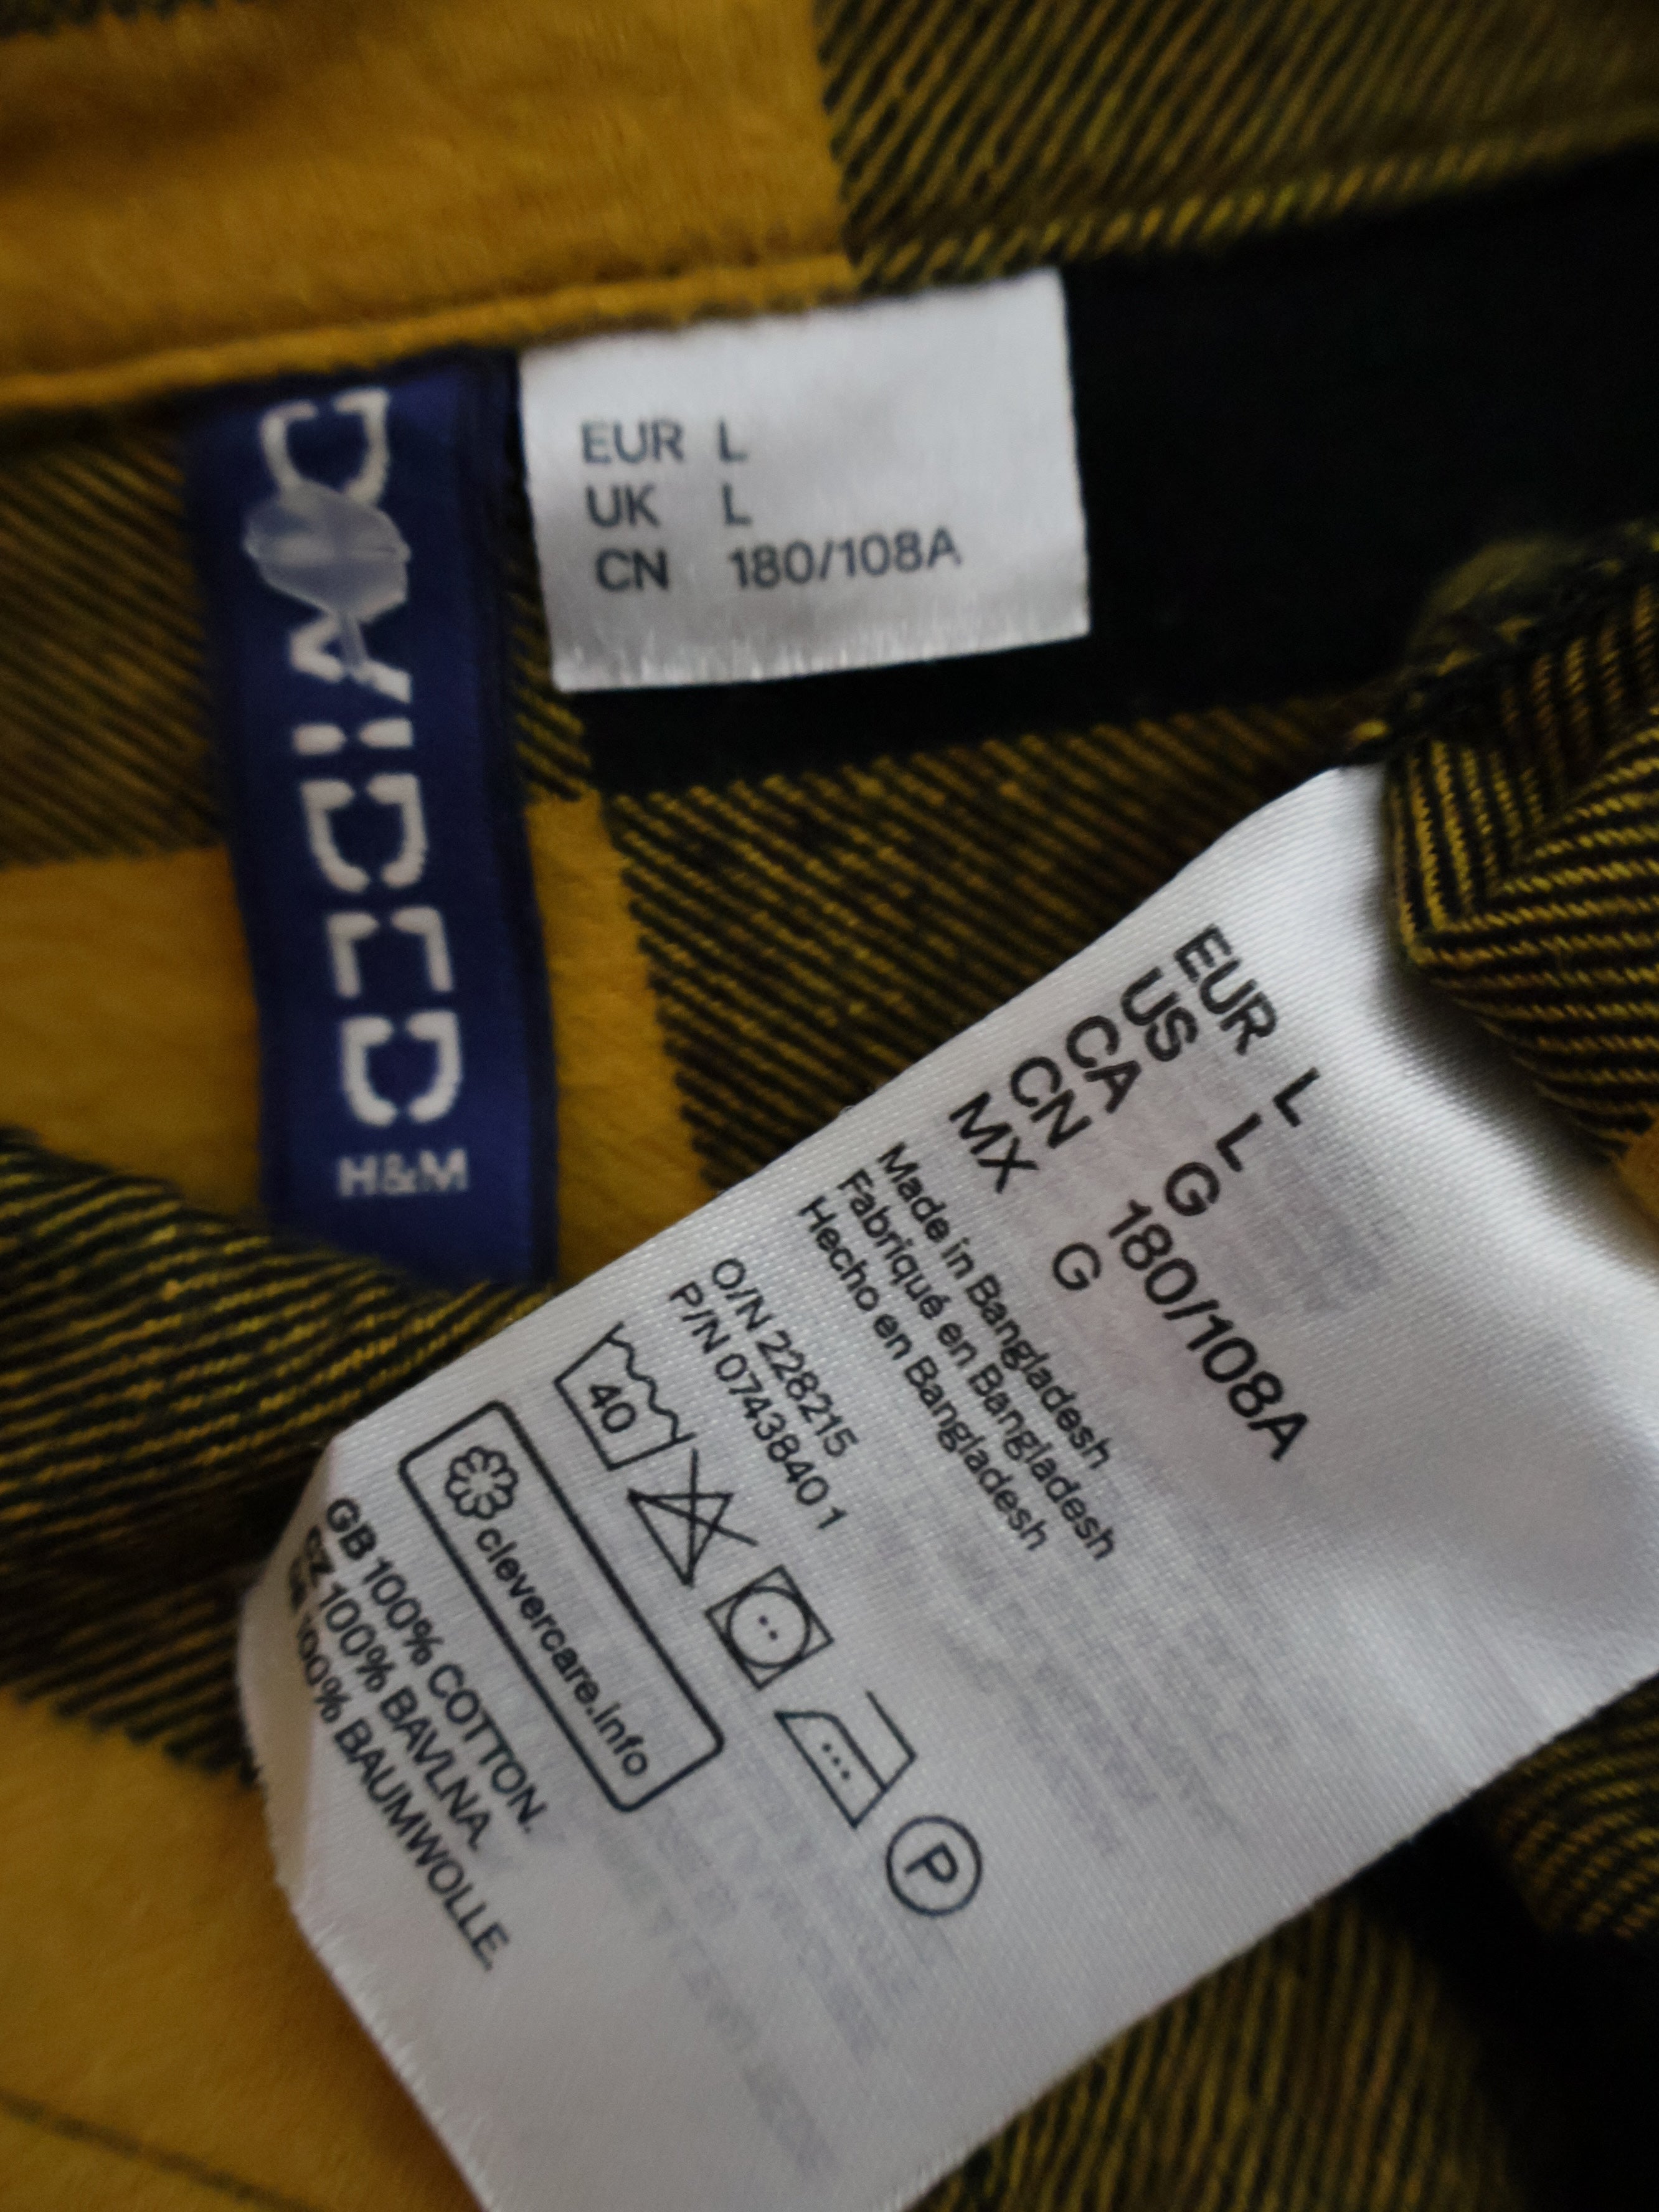 DIVIDED
H&M
EUR L
UK L
CN 180/108A
EUR L
US L
CA G
CN 180/108A
MX G
Made in Bangladesh
Fabriqué en Bangladesh
Hecho en Bangladesh
O/N 228215
P/N 0743840 1
40
P
clevercare.info
GB 100% COTTON.
CZ 100% BAVLNA.
100% BAUMWOLLE.